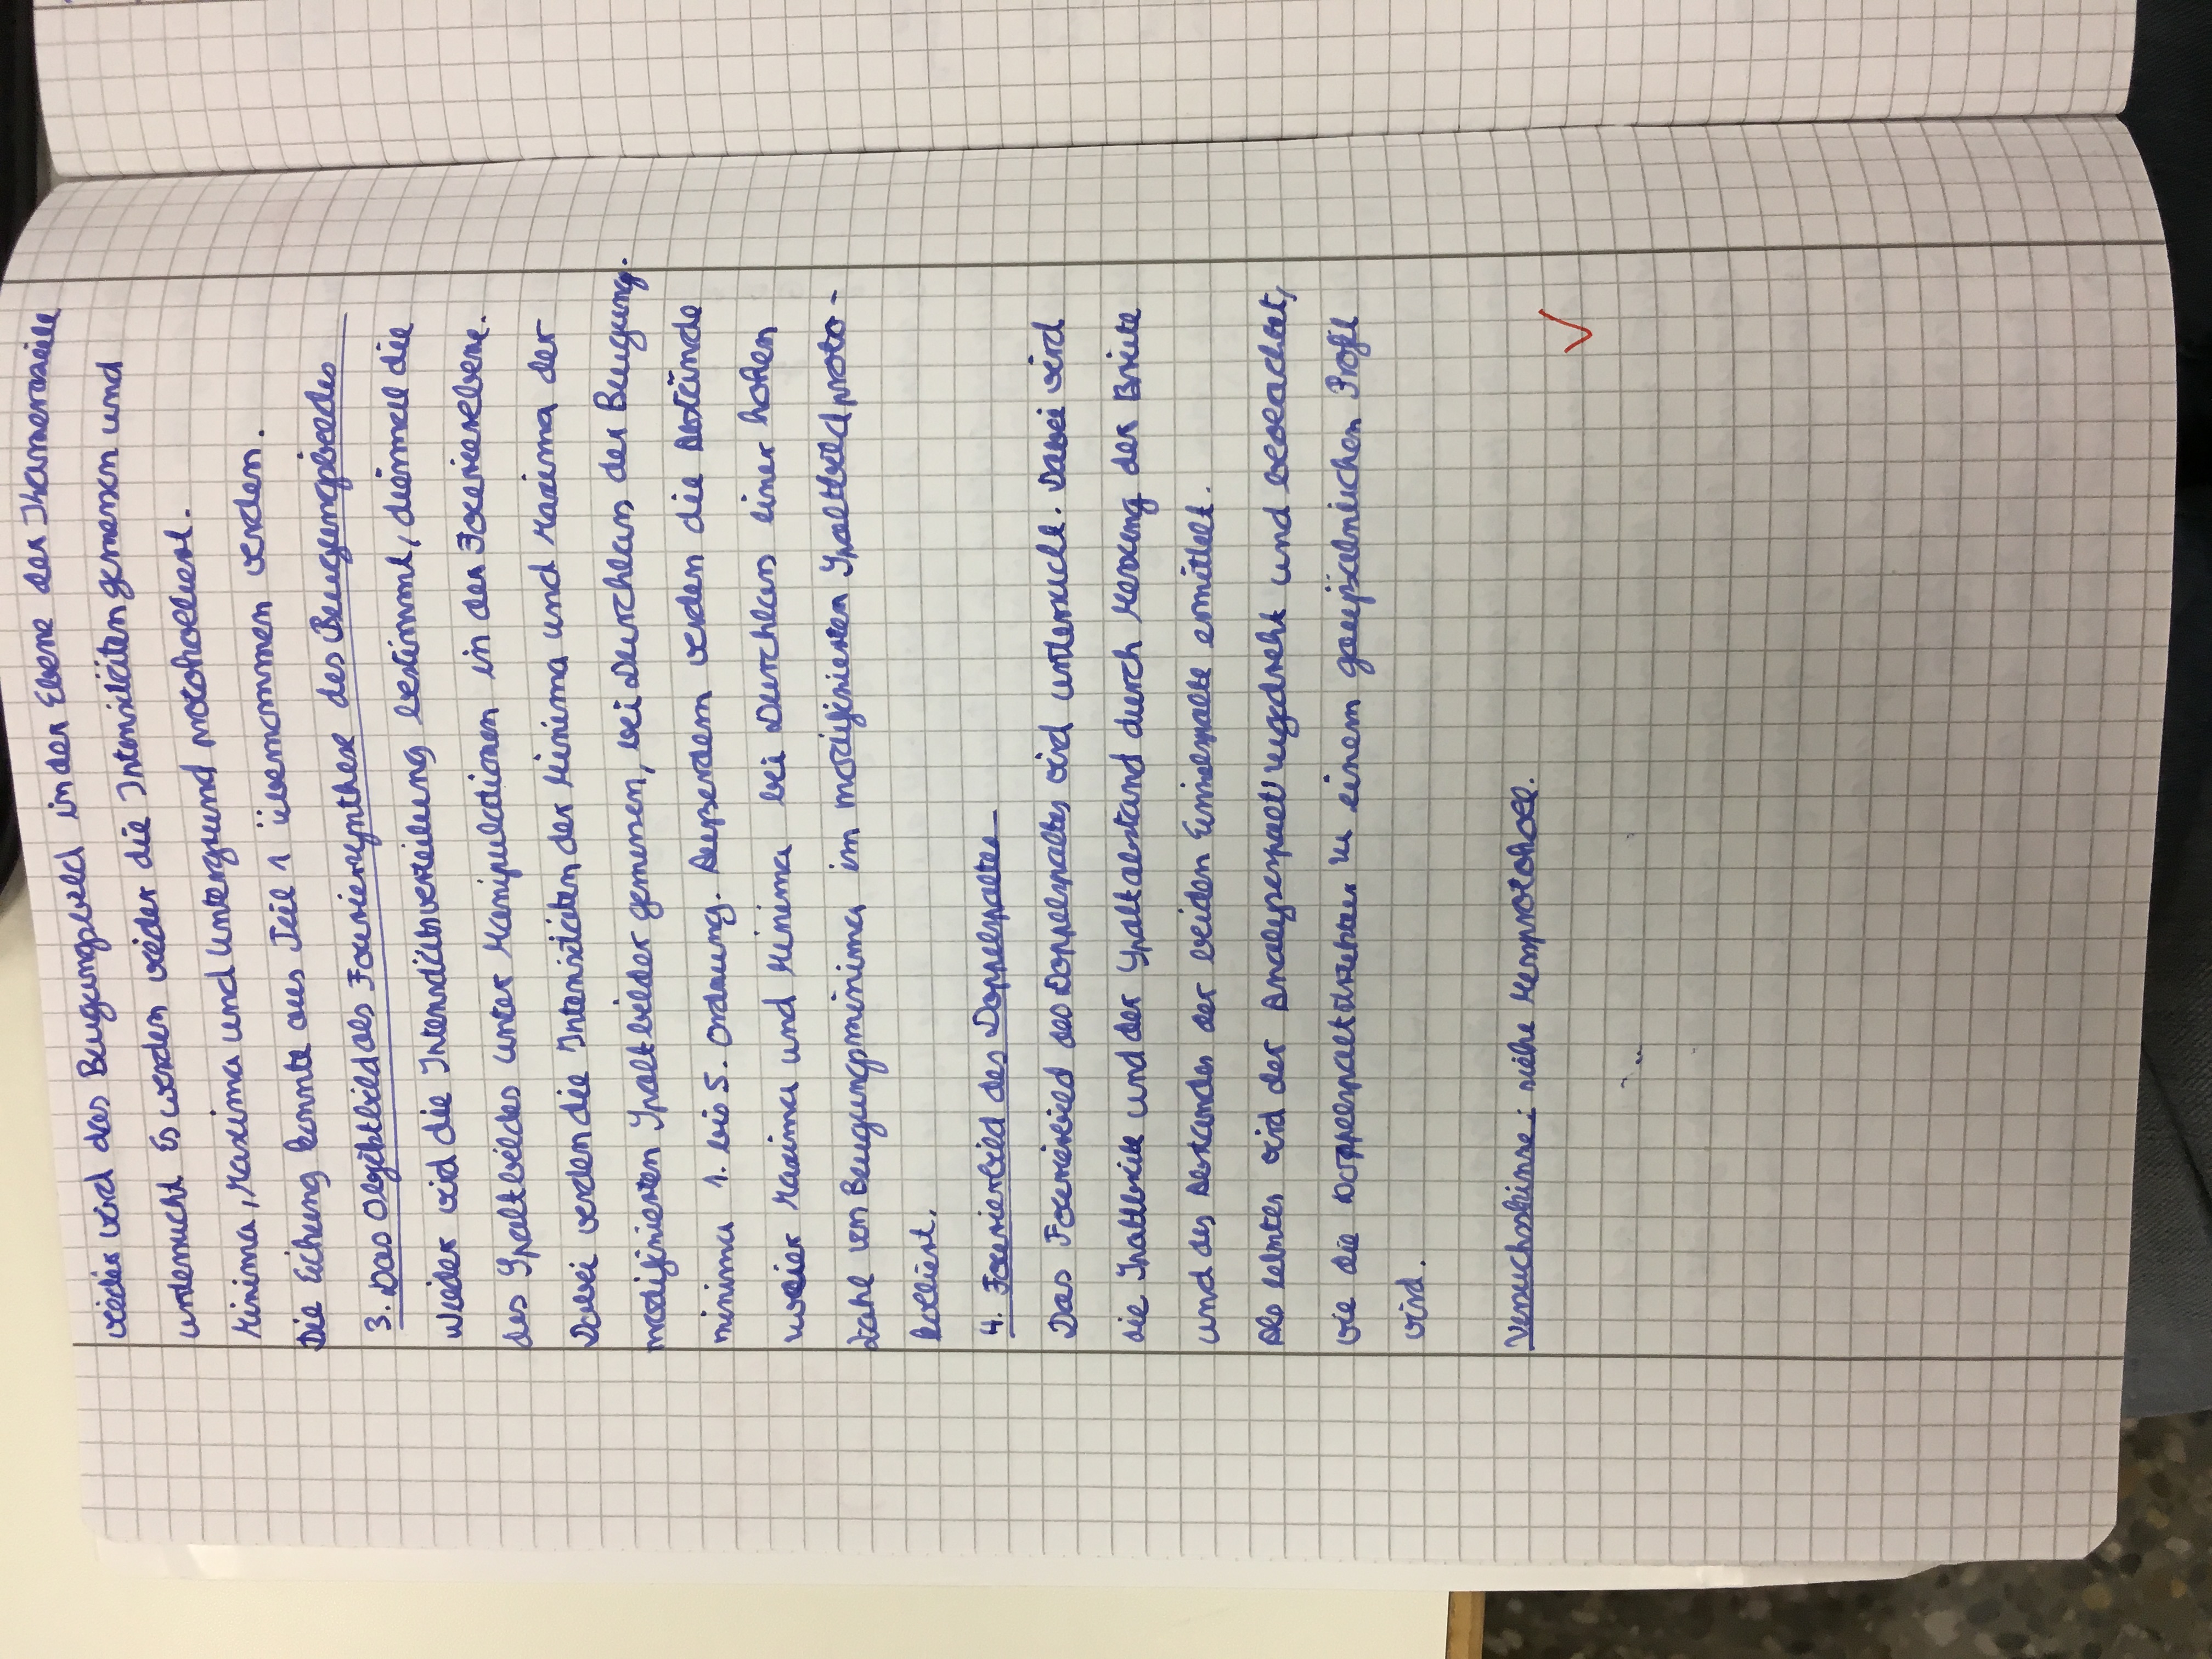 wieder wird das Beugungsbild in der Ebene der Kamerazeile
untersucht. Es werden wieder die Intensitäten gemessen und
Minima, Maxima und Untergrund protokolliert.
Die Eichung konnte aus Teil 1 übernommen werden.
3. Das Objektbild als Fouriersynthese des Beugungsbildes
Wieder wird die Intensitätsverteilung bestimmt, diesmal die
des Spaltbildes unter Manipulationen in der Fourierebene.
Dabei werden die Intensitäten der Minima und Maxima der
modifizierten Spaltbilder gemessen, bei Durchlass der Beugungs-
minima 1. bis 5. Ordnung. Außerdem werden die Abstände
zweier Maxima und Minima bei Durchlass einer hohen
Zahl von Beugungsminima im modifizierten Spaltbild proto-
kolliert.
4. Fourierbild des Doppelspaltes
Das Fourierbild des Doppelspaltes wird untersucht. Dabei wird
die Spaltbreite und der Spaltabstand durch Messung der Breite
und des Abstandes der beiden Einzelspalte ermittelt.
Als letztes wird der Analysespalt zugedreht und beobachtet,
wie die Doppelspaltstruktur zu einem gaußähnlichen Profil
wird.
Versuchsskizze: siehe Messprotokoll.